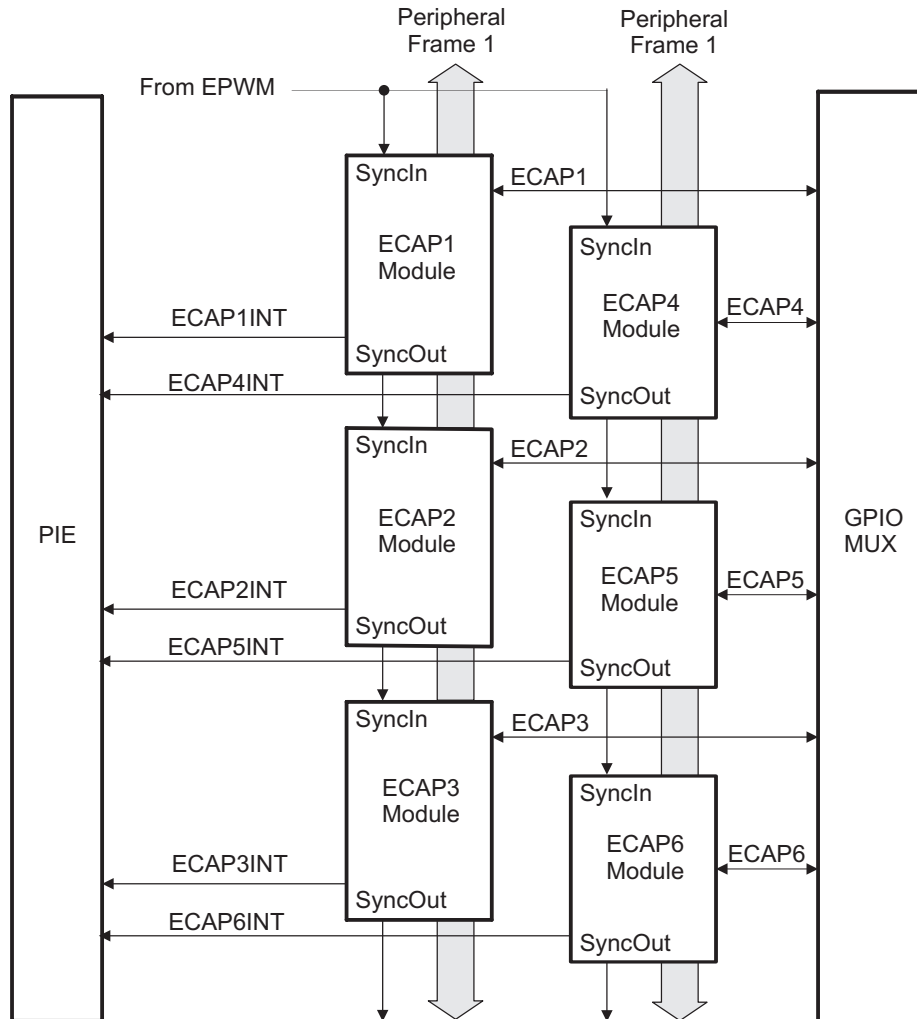 Peripheral
Frame 1
Peripheral
Frame 1
From EPWM
SyncIn
ECAP1
Module
SyncOut
ECAP1
SyncIn
ECAP4
Module
SyncOut
ECAP4
ECAP1INT
ECAP4INT
SyncIn
ECAP2
Module
SyncOut
ECAP2
PIE
GPIO
MUX
SyncIn
ECAP5
Module
SyncOut
ECAP5
ECAP2INT
ECAP5INT
SyncIn
ECAP3
Module
SyncOut
ECAP3
SyncIn
ECAP6
Module
SyncOut
ECAP6
ECAP3INT
ECAP6INT